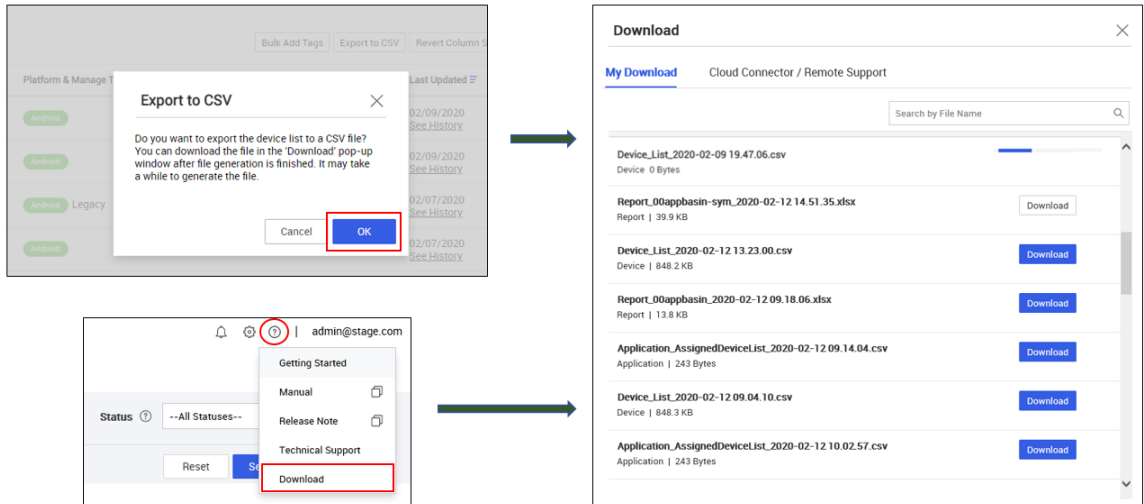 Bulk Add Tags Export to CSV Revert Column S
Platform & Manage T
Last Updated
Android
02/09/2020
See History
Android
02/09/2020
See History
Android Legacy
02/07/2020
See History
Android
02/07/2020
See History
Export to CSV
Do you want to export the device list to a CSV file?
You can download the file in the 'Download' pop-up
window after file generation is finished. It may take
a while to generate the file.
Cancel OK
admin@stage.com
Getting Started
Manual
Release Note
Technical Support
Download
Status --All Statuses--
Reset Se
Download
My Download Cloud Connector / Remote Support
Search by File Name
Device_List_2020-02-09 19.47.06.csv
Device 0 Bytes
Report_00appbasin-sym_2020-02-12 14.51.35.xlsx
Report | 39.9 KB
Download
Device_List_2020-02-12 13.23.00.csv
Device | 848.2 KB
Download
Report_00appbasin_2020-02-12 09.18.06.xlsx
Report | 13.8 KB
Download
Application_AssignedDeviceList_2020-02-12 09.14.04.csv
Application | 243 Bytes
Download
Device_List_2020-02-12 09.04.10.csv
Device | 848.3 KB
Download
Application_AssignedDeviceList_2020-02-12 10.02.57.csv
Application | 243 Bytes
Download